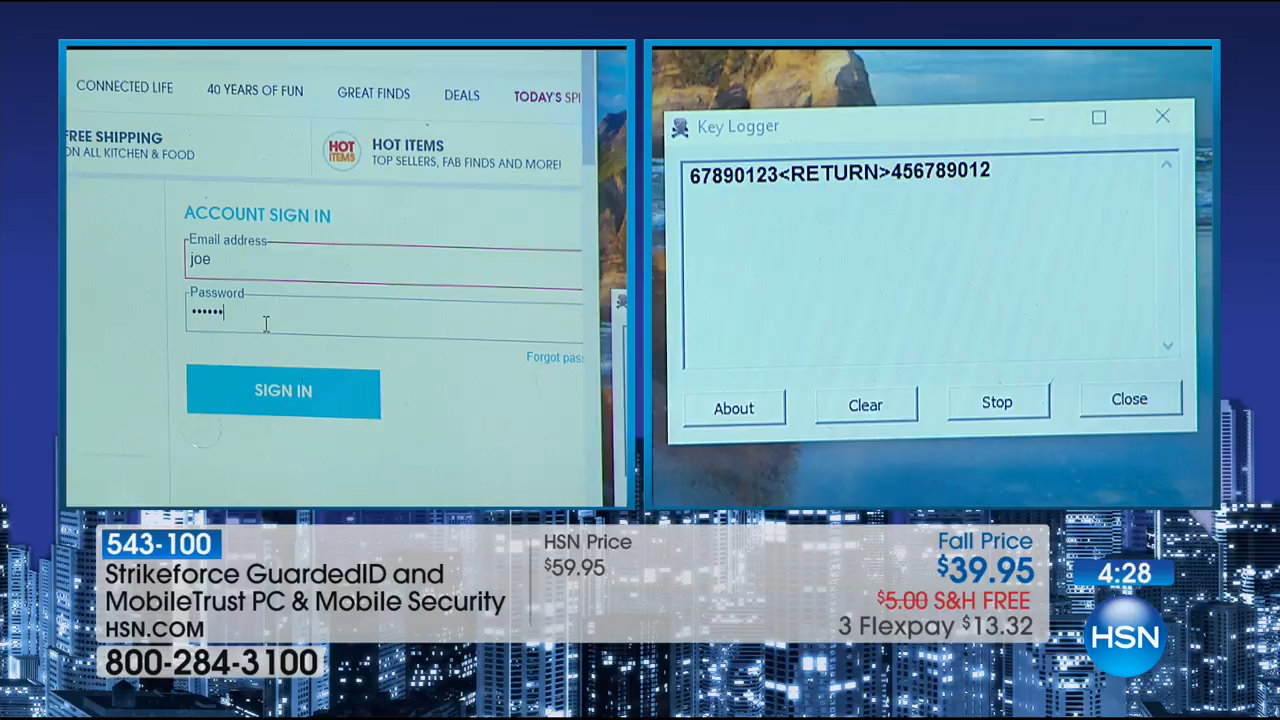 CONNECTED LIFE 40 YEARS OF FUN GREAT FINDS DEALS TODAY'S SPI
FREE SHIPPING
ON ALL KITCHEN & FOOD
HOT ITEMS
HOT ITEMS
TOP SELLERS, FAB FINDS AND MORE!
ACCOUNT SIGN IN
Email address
joe
Password
••••••
Forgot pas
SIGN IN
Key Logger
67890123<RETURN>456789012
About Clear Stop Close
543-100
Strikeforce GuardedID and
MobileTrust PC & Mobile Security
HSN.COM
800-284-3100
HSN Price
$59.95
Fall Price
$39.95
$5.00 S&H FREE
3 Flexpay $13.32
4:28
HSN